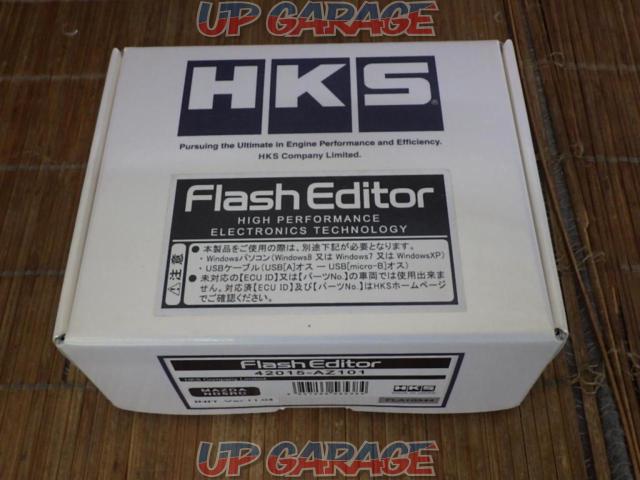 UP GARAGE
HKS
Pursuing the Ultimate in Engine Performance and Efficiency.
HKS Company Limited.
Flash Editor
HIGH PERFORMANCE
ELECTRONICS TECHNOLOGY
注意
● 本製品をご使用の際は、別途下記が必要となります。
・Windowsパソコン(Windows8 又は Windows7 又は WindowsXP)
・USBケーブル(USB[A]オス ー USB[micro-B]オス)
● 未対応の【ECU ID】又は【パーツNo.】の車両では使用出来ません。
対応済【ECU ID】及び【パーツNo.】はHKSホームページ
でご確認ください。
Flash Editor
42015-AZ101
HKS Company Limited
MAZDA
HKS
UP GARAGE